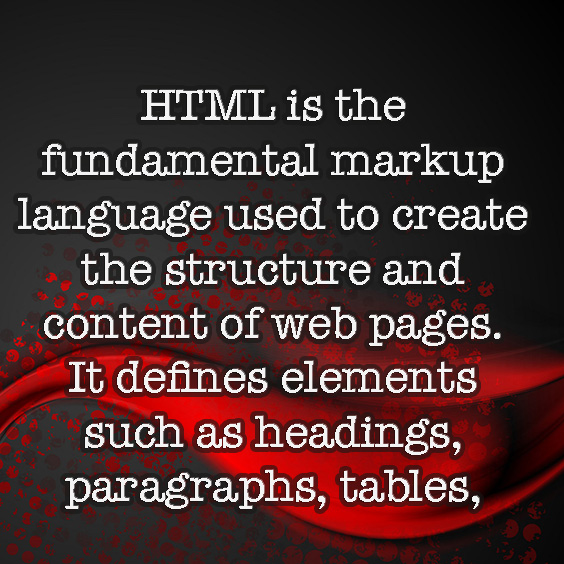 HTML is the
fundamental markup
language used to create
the structure and
content of web pages.
It defines elements
such as headings,
paragraphs, tables,